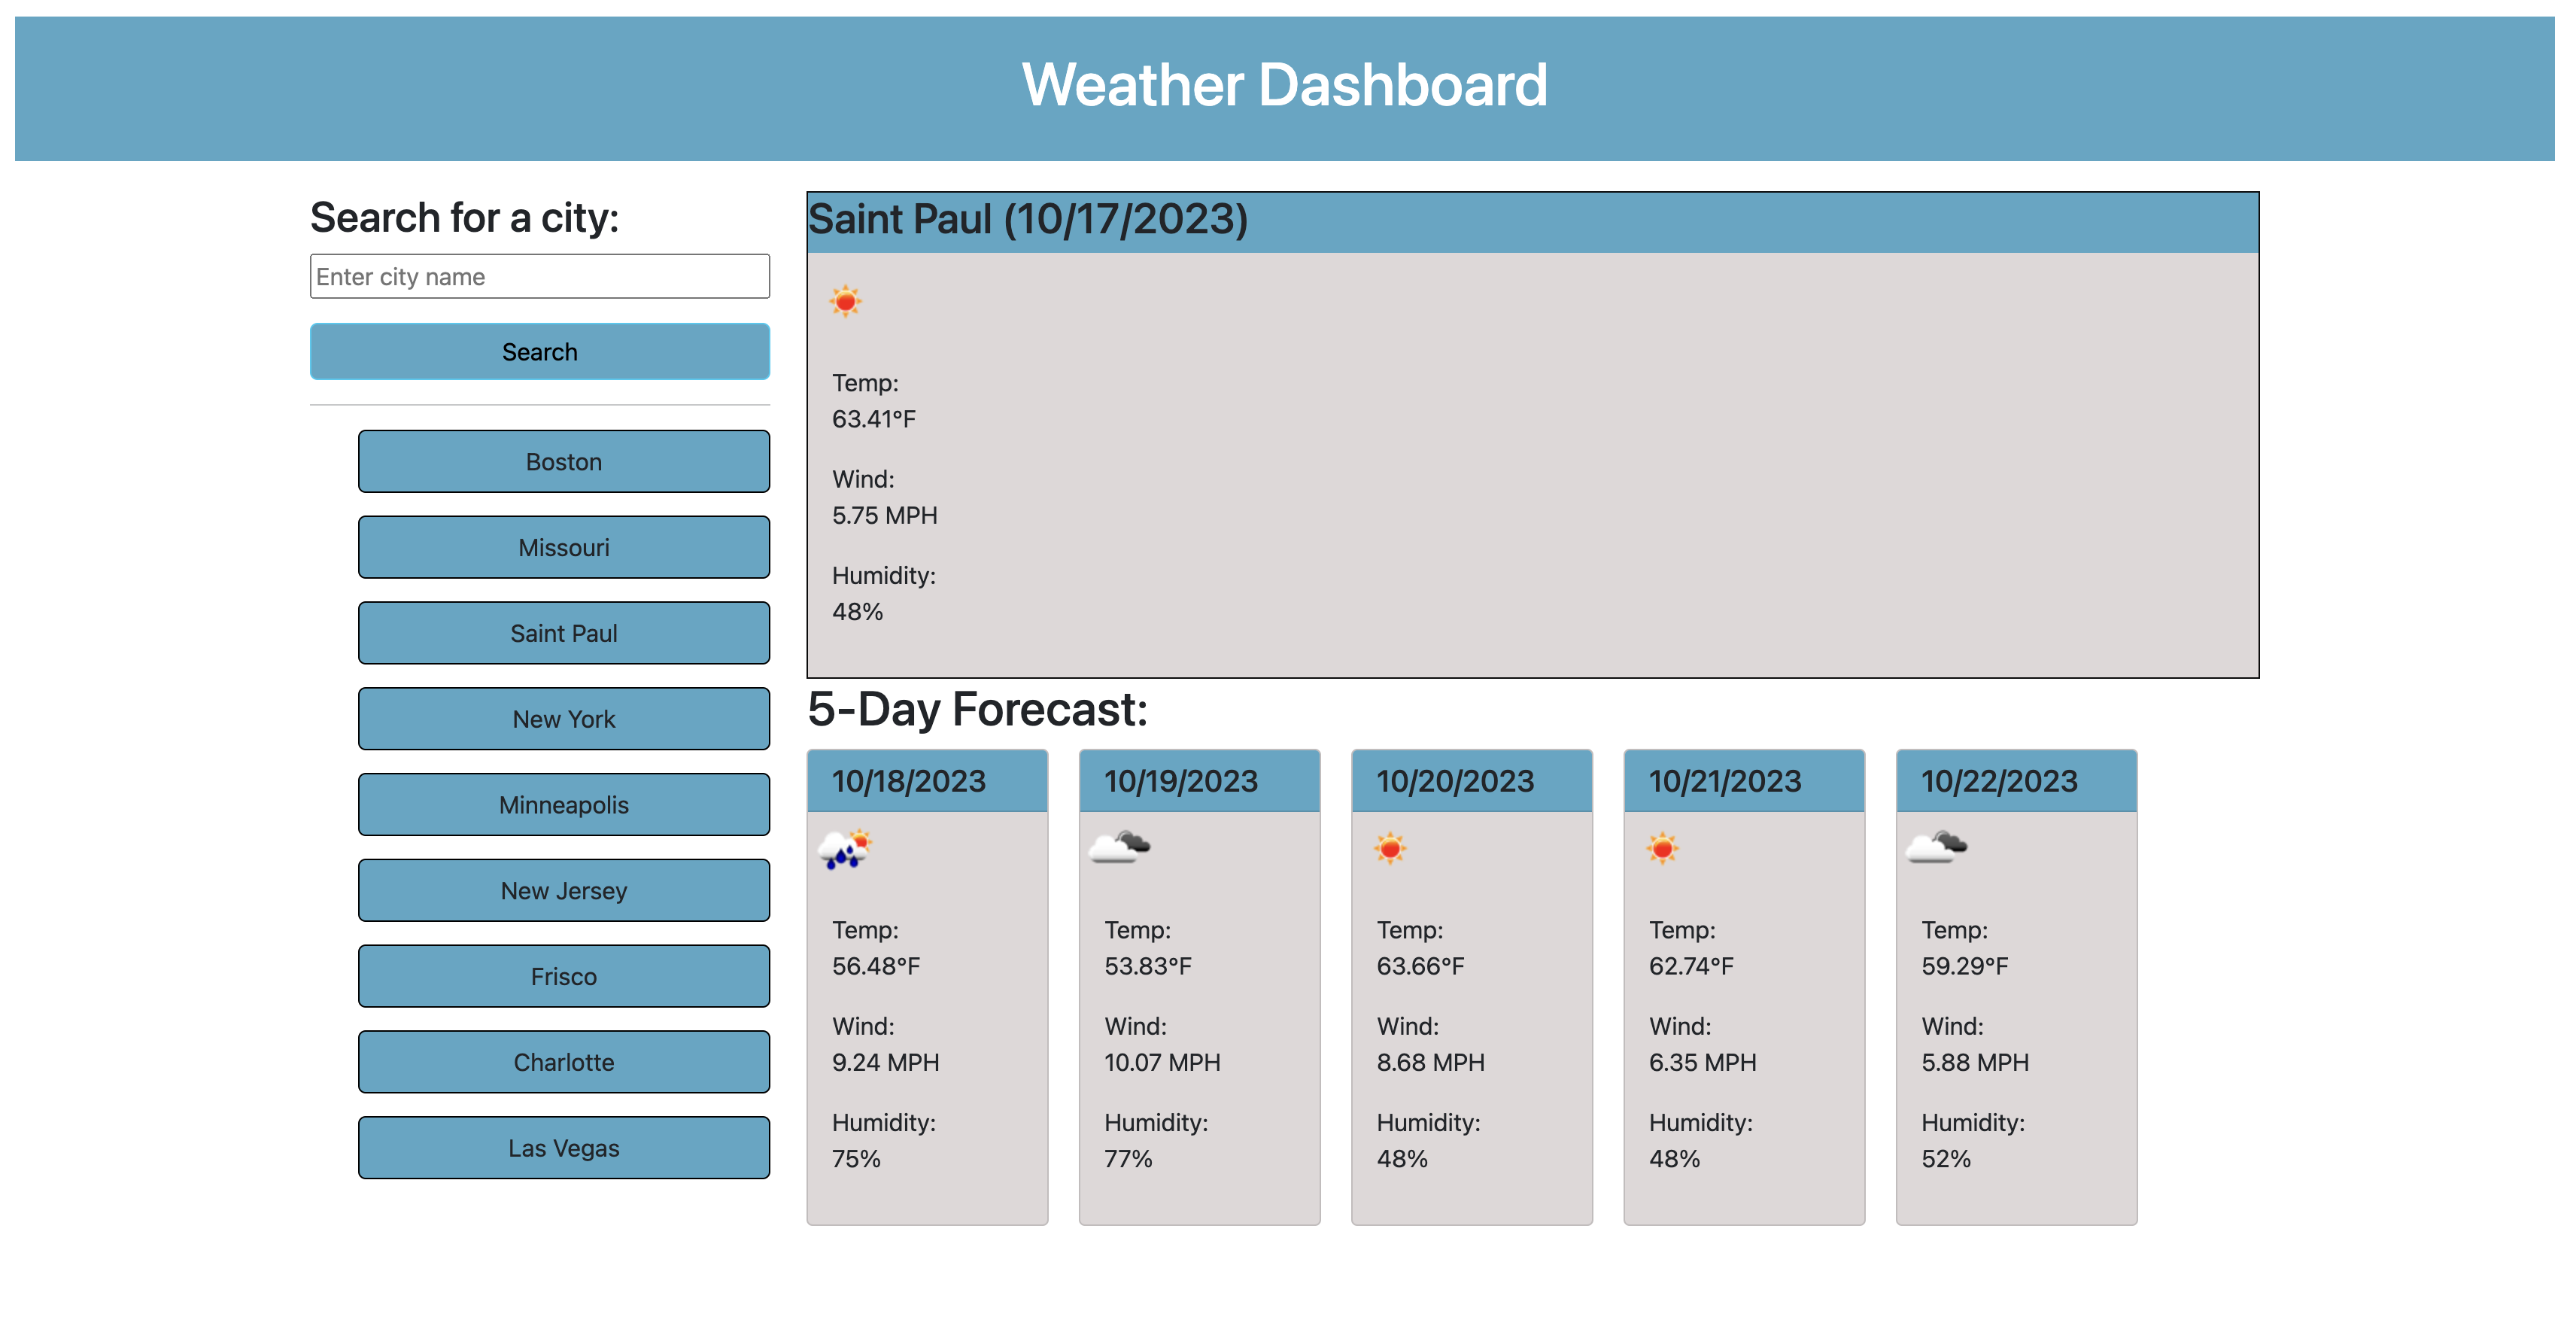 Weather Dashboard
Search for a city:
Enter city name
Search
Boston
Missouri
Saint Paul
New York
Minneapolis
New Jersey
Frisco
Charlotte
Las Vegas
Saint Paul (10/17/2023)
Temp:
63.41°F
Wind:
5.75 MPH
Humidity:
48%
5-Day Forecast:
10/18/2023
Temp:
56.48°F
Wind:
9.24 MPH
Humidity:
75%
10/19/2023
Temp:
53.83°F
Wind:
10.07 MPH
Humidity:
77%
10/20/2023
Temp:
63.66°F
Wind:
8.68 MPH
Humidity:
48%
10/21/2023
Temp:
62.74°F
Wind:
6.35 MPH
Humidity:
48%
10/22/2023
Temp:
59.29°F
Wind:
5.88 MPH
Humidity:
52%